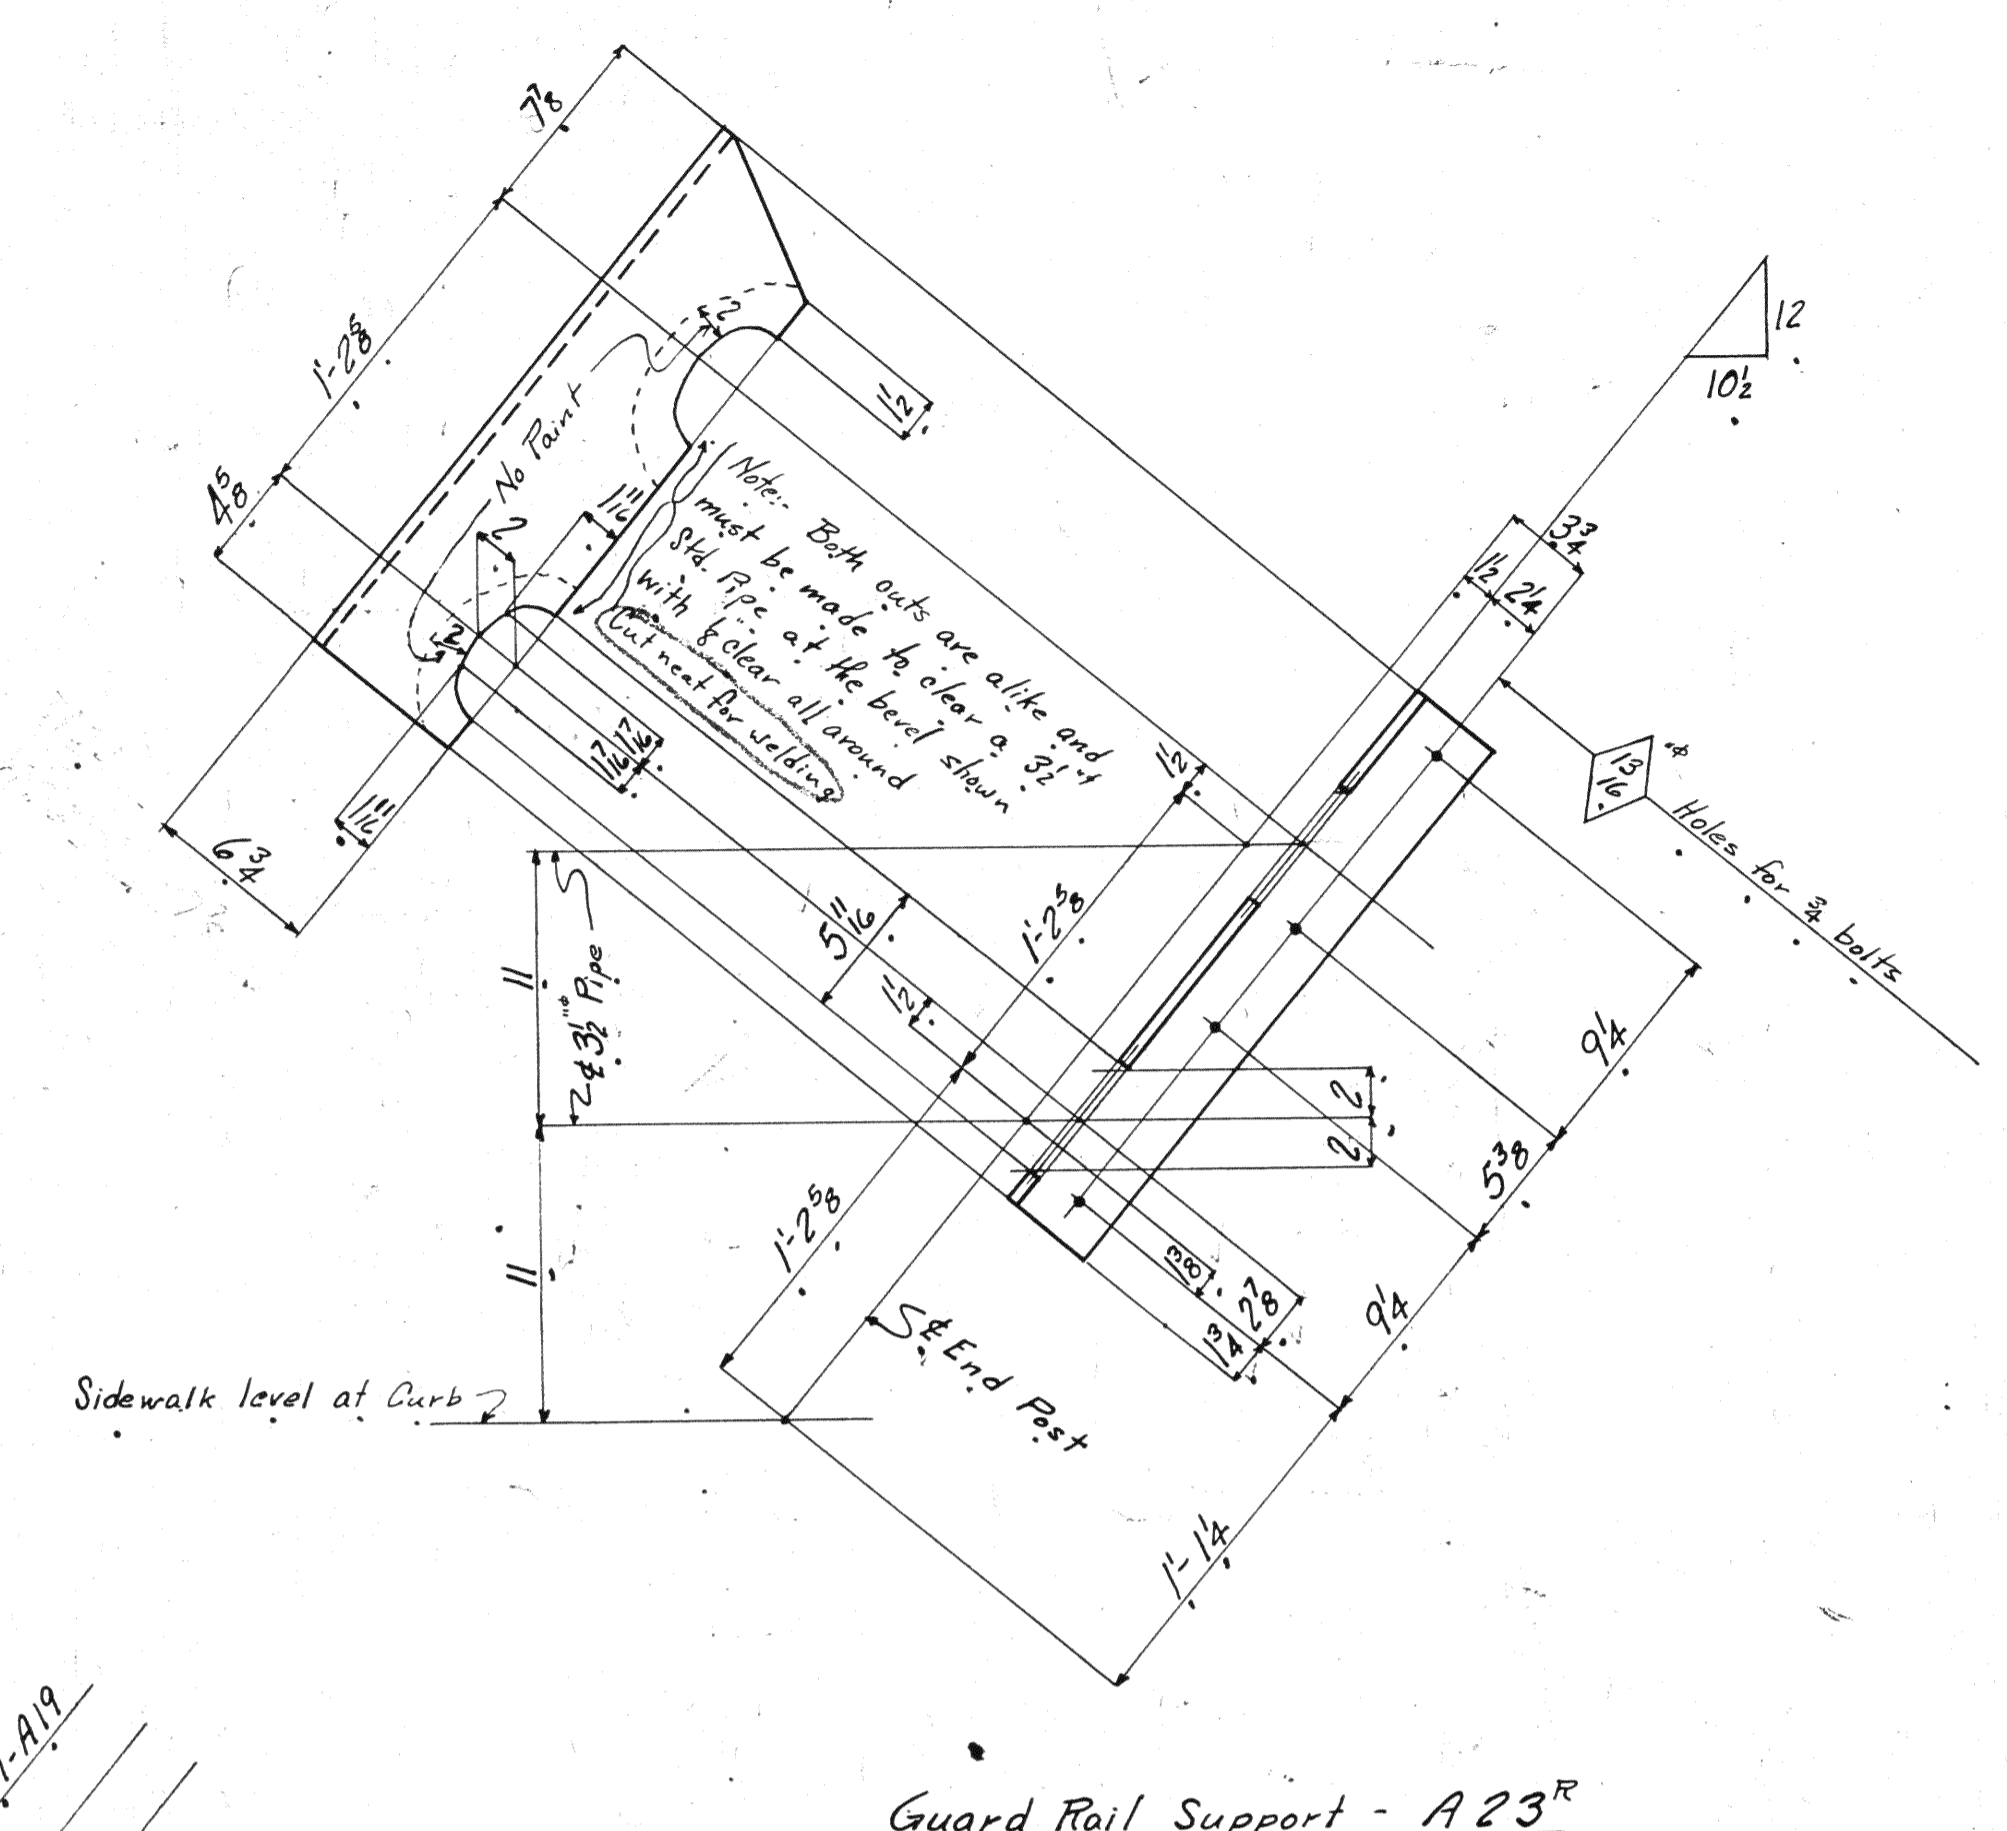 7 7/8
1'-2 5/8
4 5/8
No Paint
2
1 1/2
12
10 1/2
Note:- Both cuts are alike and
must be made to clear a 3 1/2"φ
Std. Pipe at the bevel shown
with 1/8" clear all around
Cut neat for welding
1 11/16
2
2
1 7/16 1 7/16
1 11/16
6 3/4
3 3/4
1 1/2 2 1/4
13/16 "φ Holes for 3/4 bolts
1 1/2
1'-2 5/8
5 11/16
1 1/2
11
℄ 3 1/2"φ Pipe
2
2
9 1/4
5 3/8
9 1/4
1'-1 1/4
11
1'-2 5/8
1 3/8
2 7/8
1 3/4
℄ End Post
Sidewalk level at Curb
-A19
Guard Rail Support - A23R